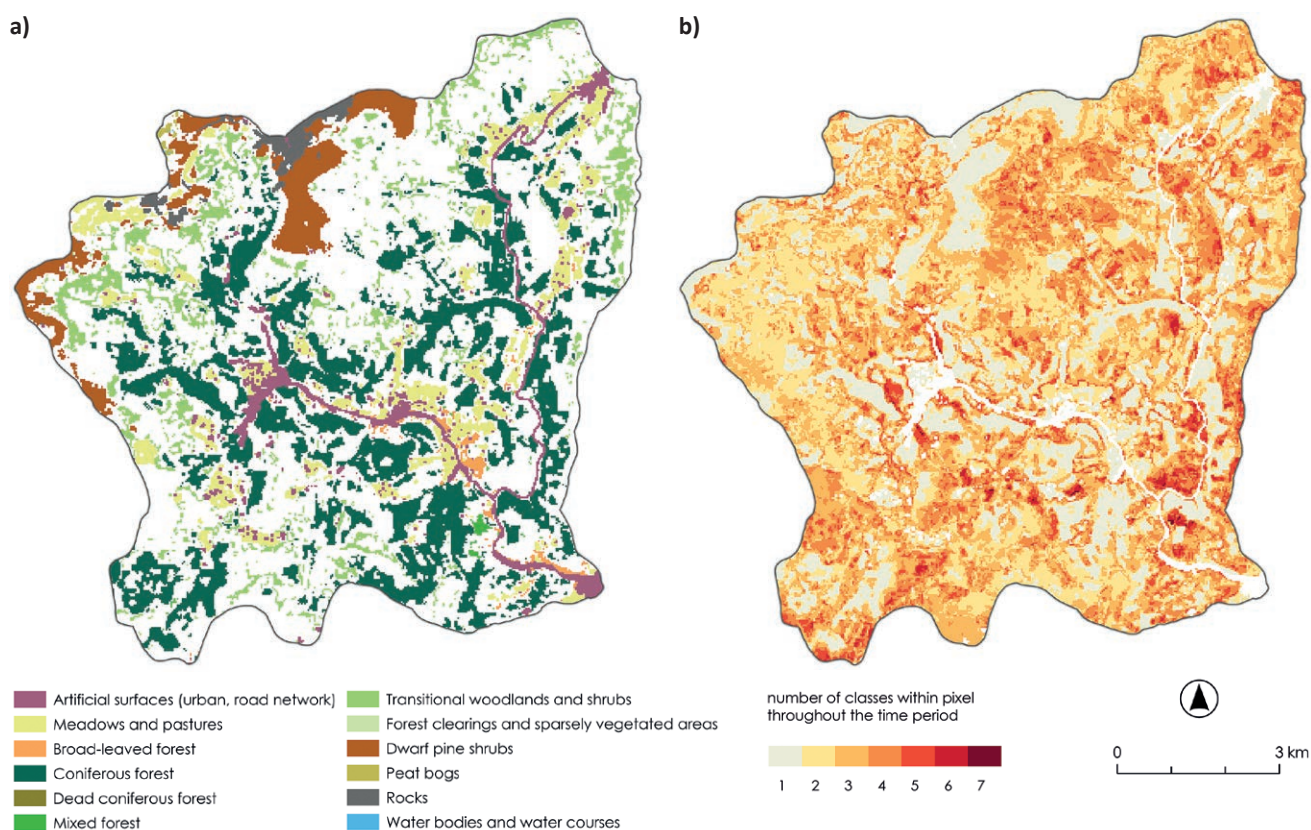 a)
b)
Artificial surfaces (urban, road network)
Meadows and pastures
Broad-leaved forest
Coniferous forest
Dead coniferous forest
Mixed forest
Transitional woodlands and shrubs
Forest clearings and sparsely vegetated areas
Dwarf pine shrubs
Peat bogs
Rocks
Water bodies and water courses
number of classes within pixel
throughout the time period
1 2 3 4 5 6 7
0 3 km